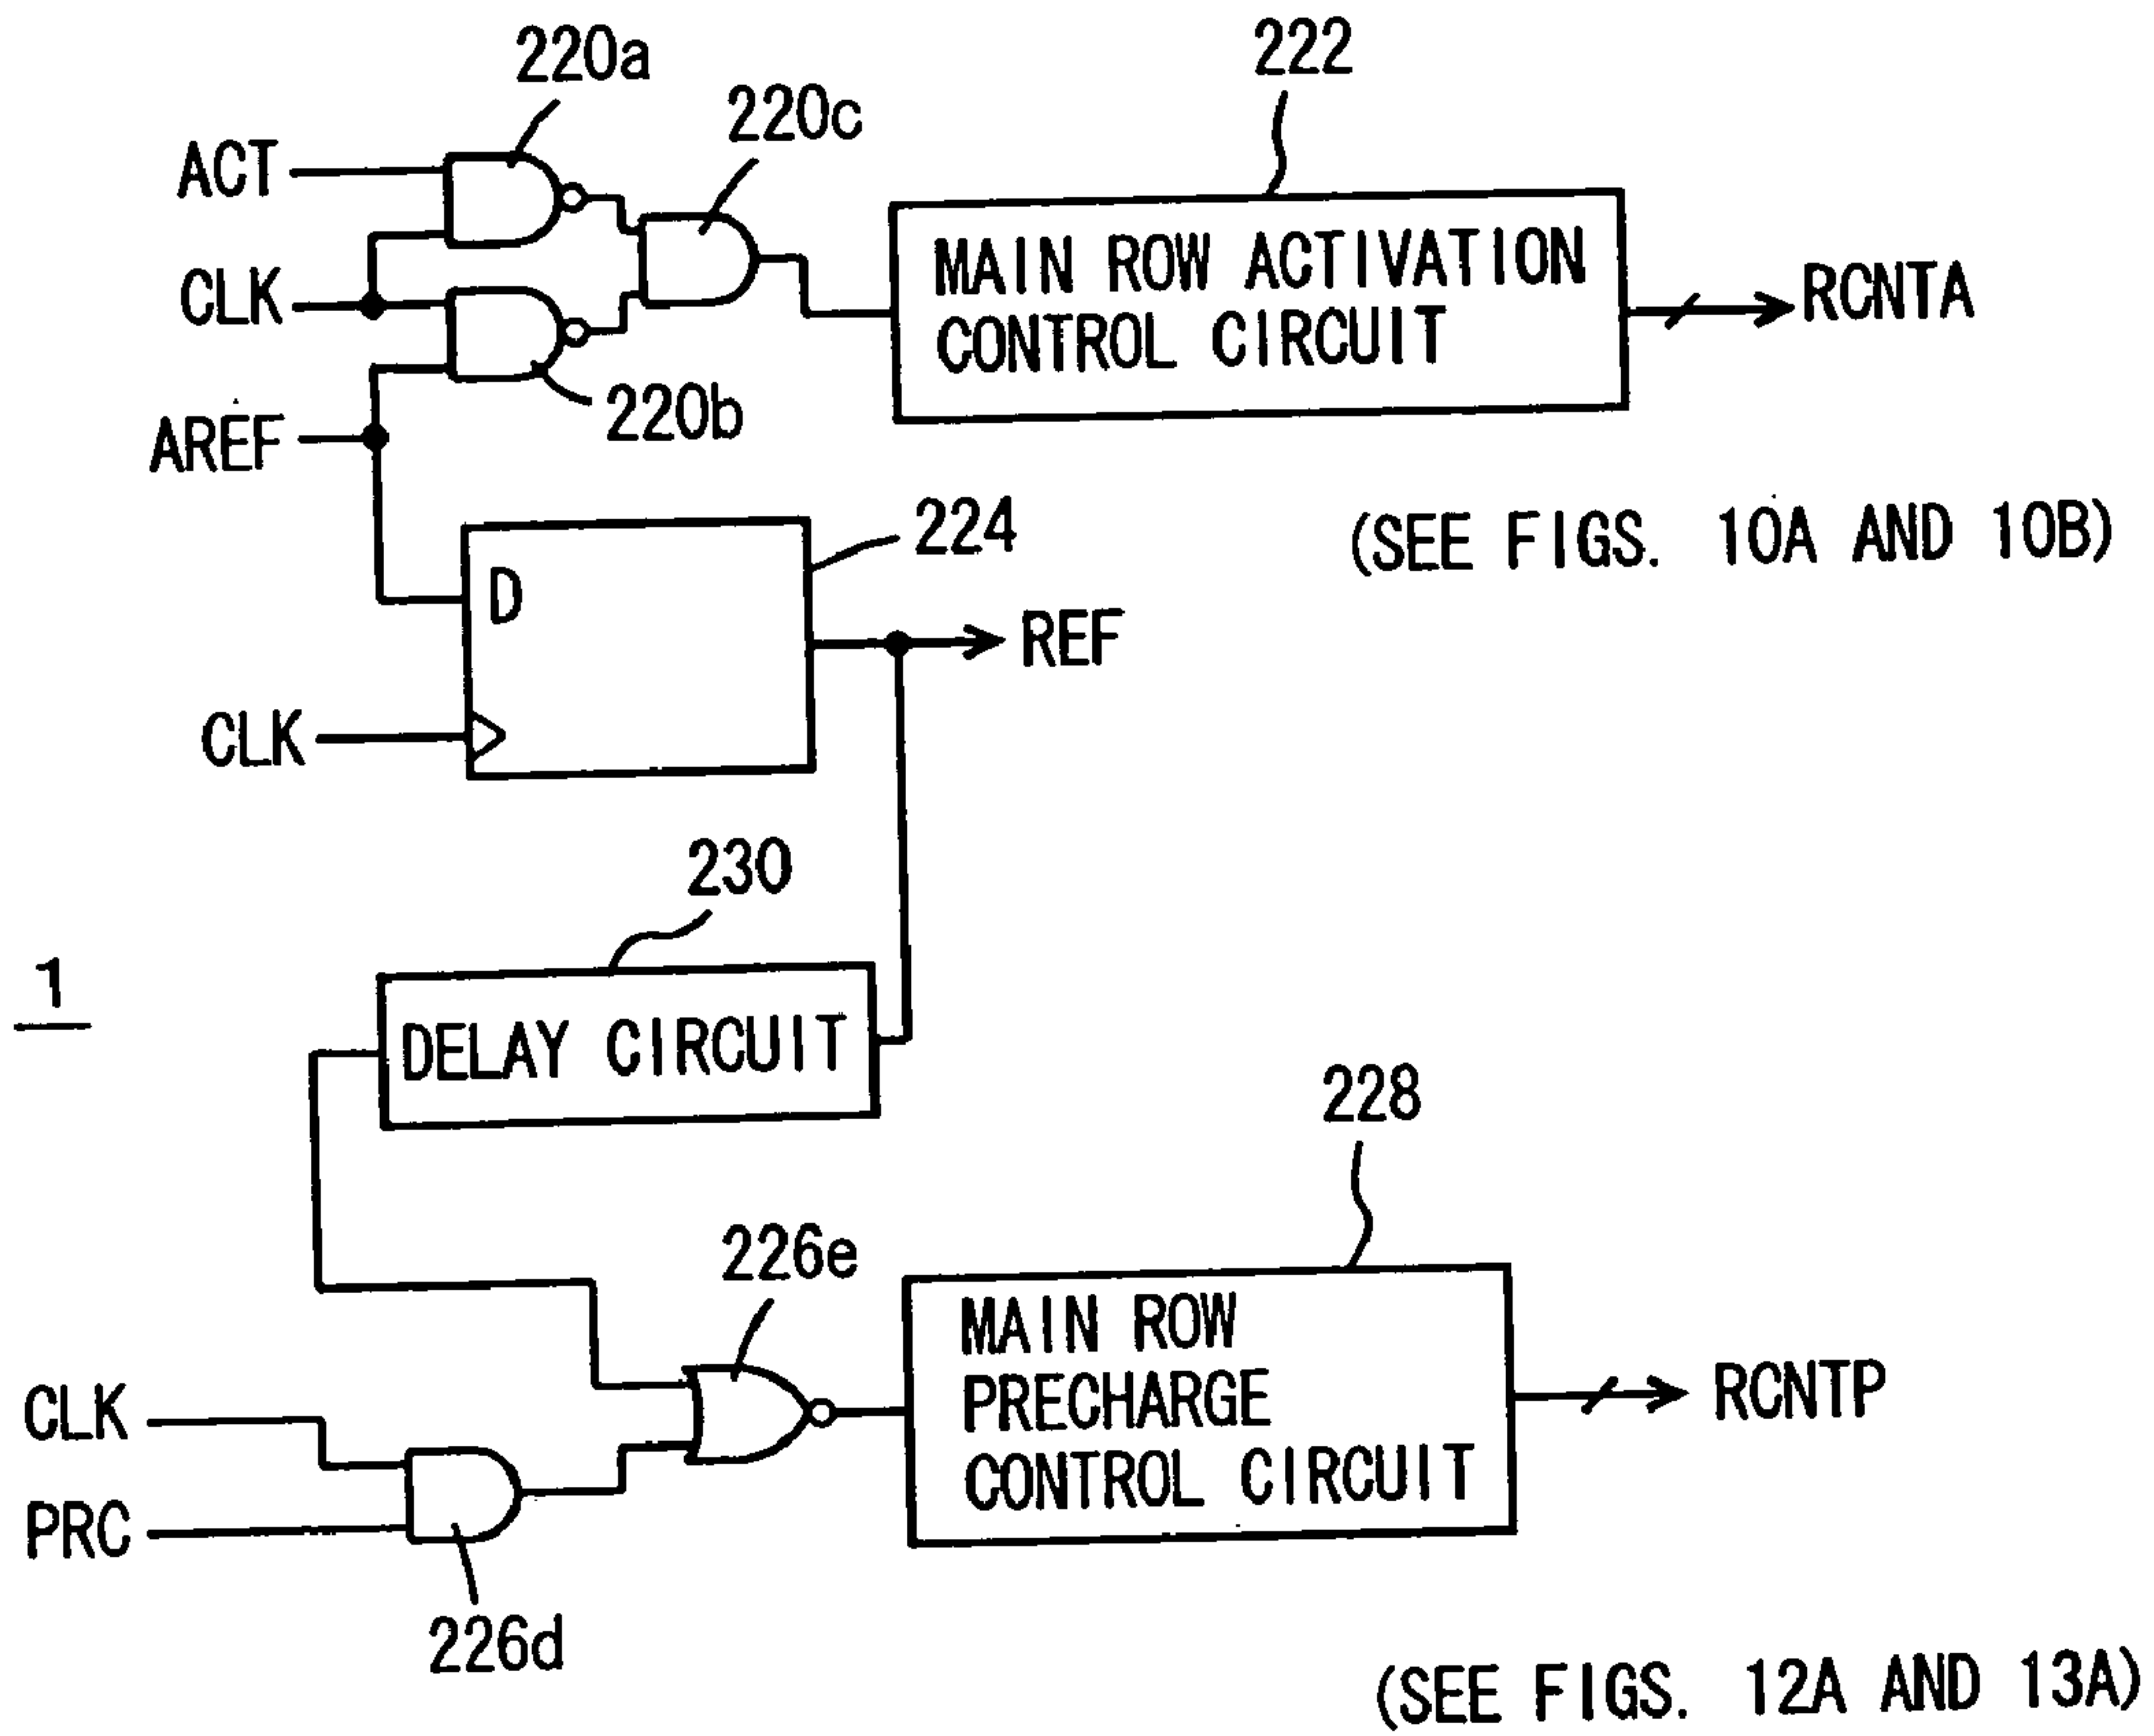 220a
222
220c
ACT
CLK
MAIN ROW ACTIVATION
CONTROL CIRCUIT
RCNTA
220b
AREF
224
(SEE FIGS. 10A AND 10B)
D
REF
CLK
230
1
DELAY CIRCUIT
228
226e
MAIN ROW
PRECHARGE
CONTROL CIRCUIT
RCNTP
CLK
PRC
226d
(SEE FIGS. 12A AND 13A)